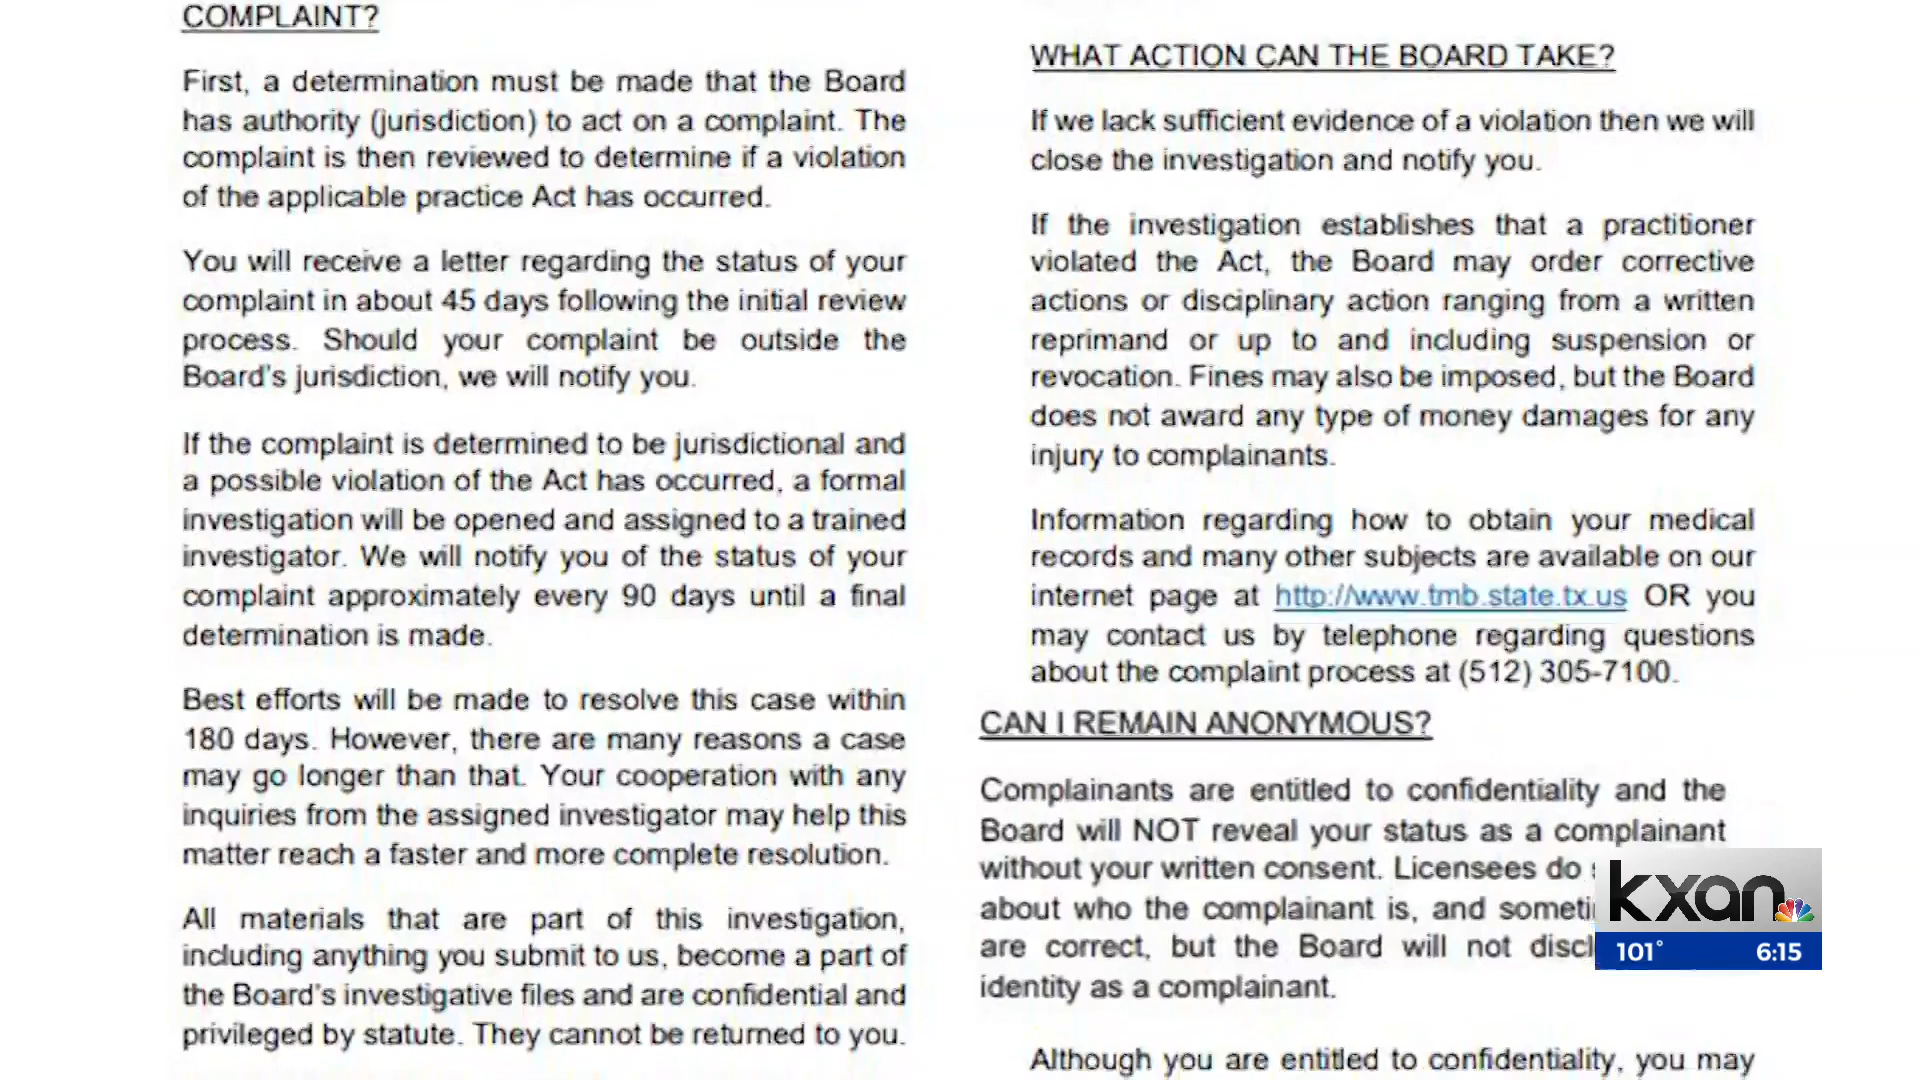 COMPLAINT?
First, a determination must be made that the Board
has authority (jurisdiction) to act on a complaint. The
complaint is then reviewed to determine if a violation
of the applicable practice Act has occurred.
You will receive a letter regarding the status of your
complaint in about 45 days following the initial review
process. Should your complaint be outside the
Board's jurisdiction, we will notify you.
If the complaint is determined to be jurisdictional and
a possible violation of the Act has occurred, a formal
investigation will be opened and assigned to a trained
investigator. We will notify you of the status of your
complaint approximately every 90 days until a final
determination is made.
Best efforts will be made to resolve this case within
180 days. However, there are many reasons a case
may go longer than that. Your cooperation with any
inquiries from the assigned investigator may help this
matter reach a faster and more complete resolution.
All materials that are part of this investigation,
including anything you submit to us, become a part of
the Board's investigative files and are confidential and
privileged by statute. They cannot be returned to you.
WHAT ACTION CAN THE BOARD TAKE?
If we lack sufficient evidence of a violation then we will
close the investigation and notify you.
If the investigation establishes that a practitioner
violated the Act, the Board may order corrective
actions or disciplinary action ranging from a written
reprimand or up to and including suspension or
revocation. Fines may also be imposed, but the Board
does not award any type of money damages for any
injury to complainants.
Information regarding how to obtain your medical
records and many other subjects are available on our
internet page at http://www.tmb.state.tx.us OR you
may contact us by telephone regarding questions
about the complaint process at (512) 305-7100.
CAN I REMAIN ANONYMOUS?
Complainants are entitled to confidentiality and the
Board will NOT reveal your status as a complainant
without your written consent. Licensees do
about who the complainant is, and
are correct, but the Board will not
identity as a complainant.
Although you are entitled to confidentiality, you may
kxan
101° 6:15